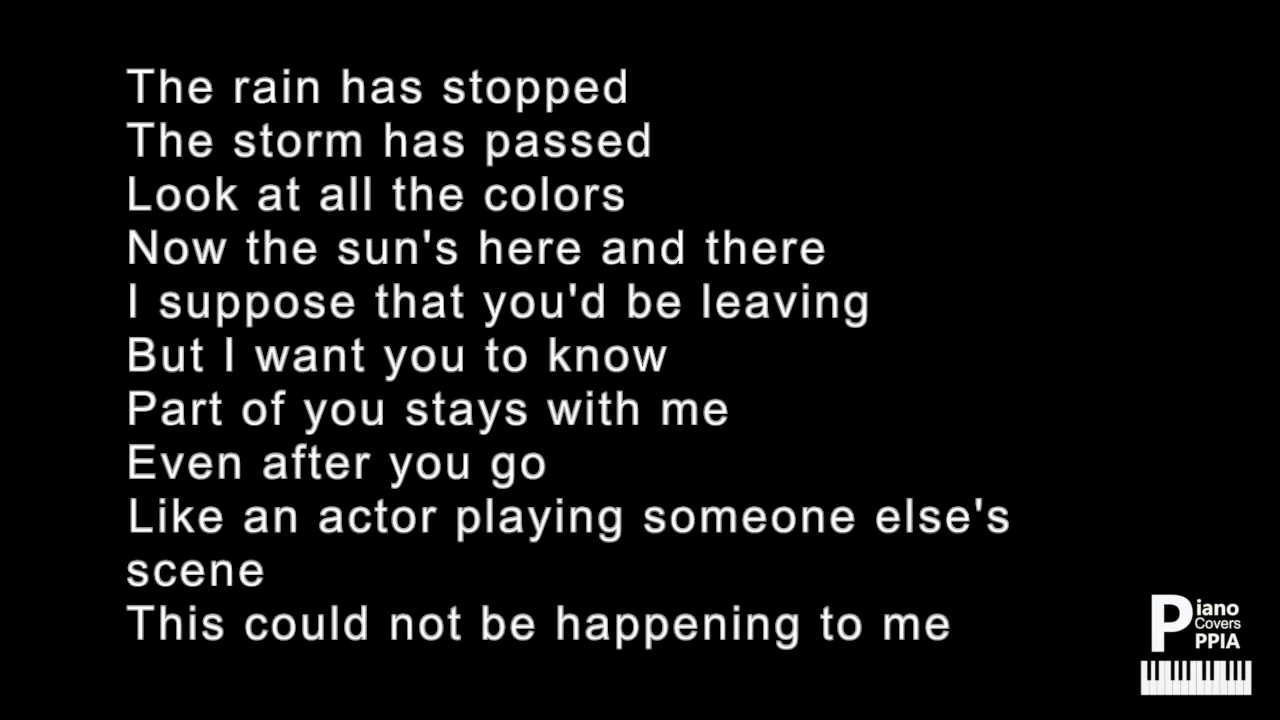 The rain has stopped
The storm has passed
Look at all the colors
Now the sun's here and there
I suppose that you'd be leaving
But I want you to know
Part of you stays with me
Even after you go
Like an actor playing someone else's
scene
This could not be happening to me
Piano
Covers
PPIA